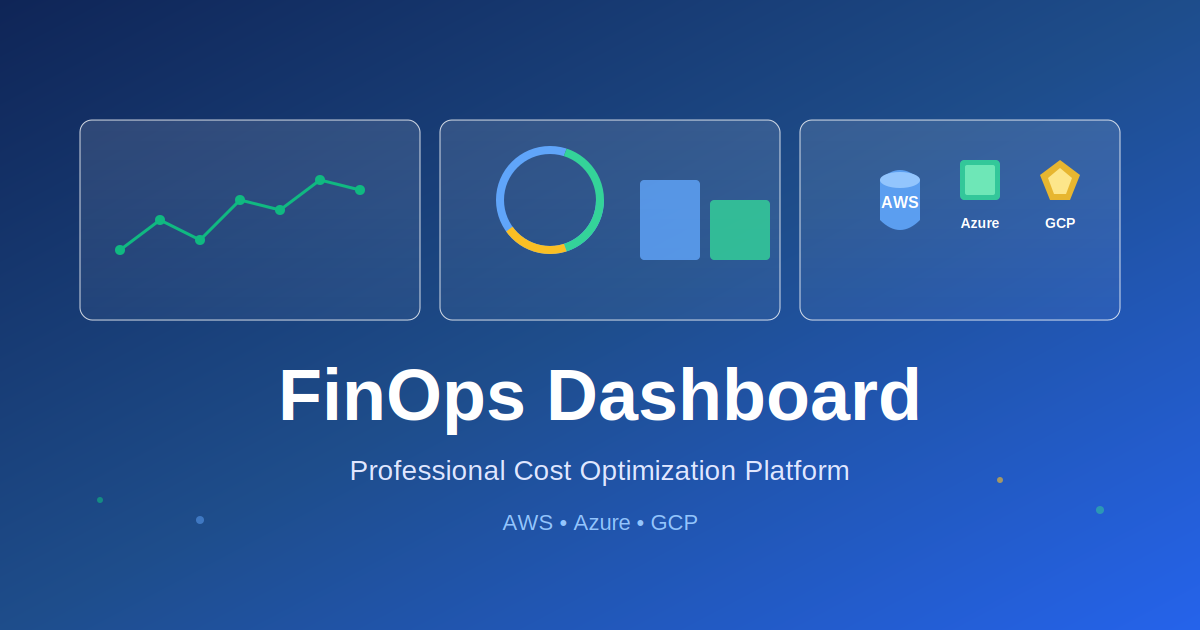 AWS
Azure
GCP
FinOps Dashboard
Professional Cost Optimization Platform
AWS • Azure • GCP